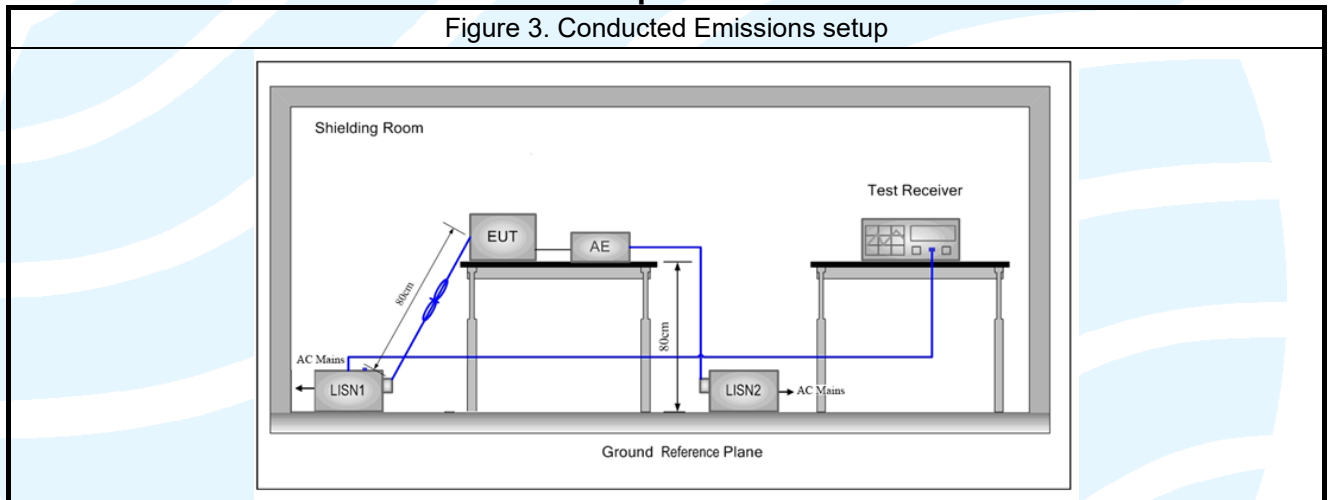 Figure 3. Conducted Emissions setup
Shielding Room
Test Receiver
EUT
AE
80cm
80cm
AC Mains
LISN1
LISN2
AC Mains
Ground Reference Plane